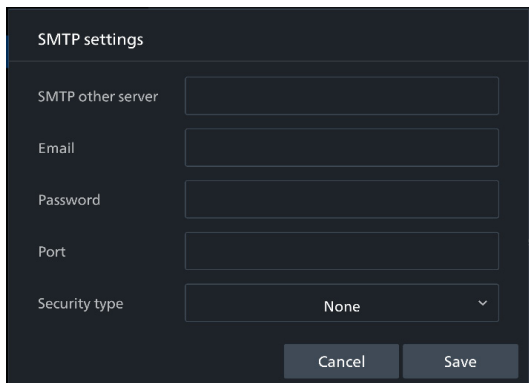 SMTP settings
SMTP other server
Email
Password
Port
Security type None
Cancel Save